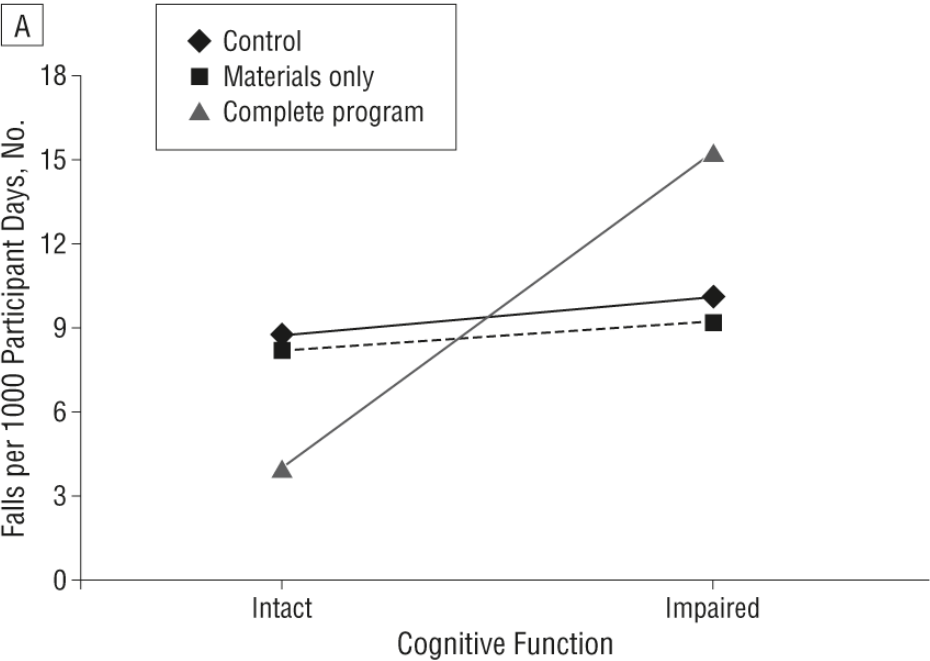 A
Control
Materials only
Complete program
Falls per 1000 Participant Days, No.
18
15
12
9
6
3
0
Intact
Impaired
Cognitive Function